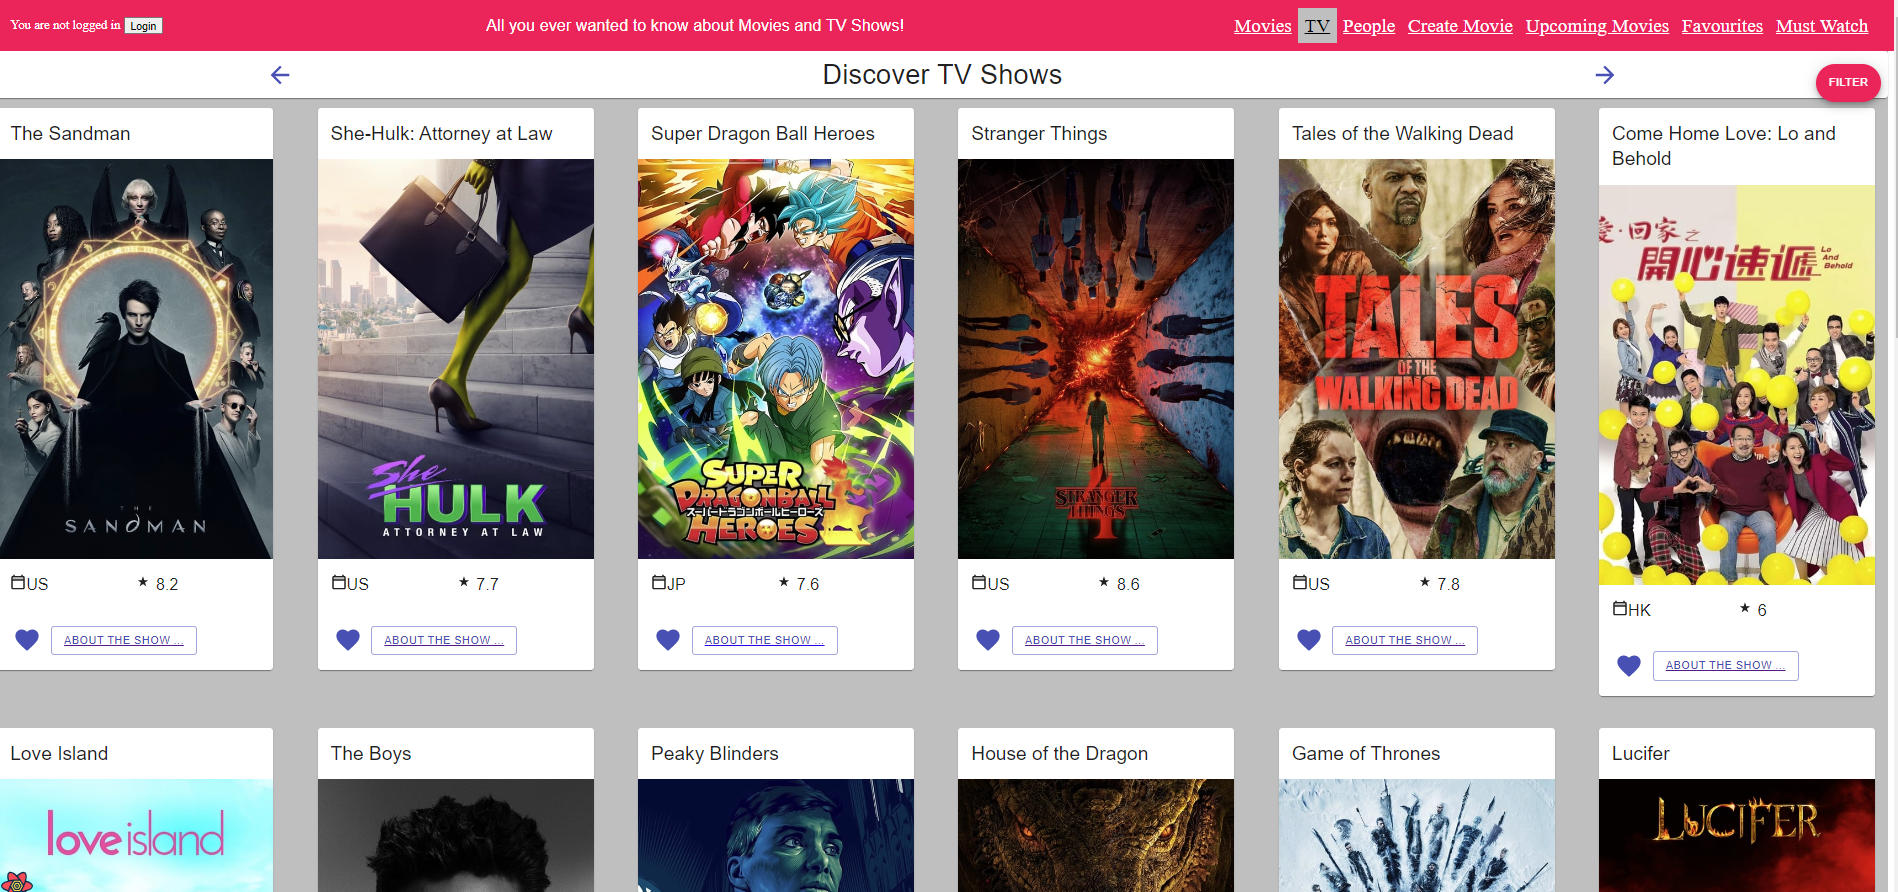 You are not logged in Login
All you ever wanted to know about Movies and TV Shows!
Movies TV People Create Movie Upcoming Movies Favourites Must Watch
Discover TV Shows
FILTER
The Sandman
She-Hulk: Attorney at Law
Super Dragon Ball Heroes
Stranger Things
Tales of the Walking Dead
Come Home Love: Lo and
Behold
THE
SANDMAN
She
HULK
ATTORNEY AT LAW
SUPER
DRAGONBALL
スーパードラゴンボールヒーローズ
HEROES
STRANGER
THINGS
4
TALES
OF THE
WALKING DEAD
愛·回家之
開心速遞
Lo
And
Behold
US ★ 8.2
US ★ 7.7
JP ★ 7.6
US ★ 8.6
US ★ 7.8
HK ★ 6
ABOUT THE SHOW ...
ABOUT THE SHOW ...
ABOUT THE SHOW ...
ABOUT THE SHOW ...
ABOUT THE SHOW ...
ABOUT THE SHOW ...
Love Island
The Boys
Peaky Blinders
House of the Dragon
Game of Thrones
Lucifer
loveisland
LUCIFER